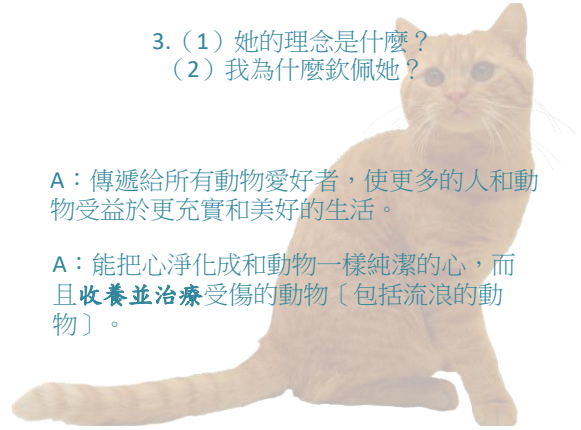 3.（1）她的理念是什麼？
（2）我為什麼欽佩她？
A：傳遞給所有動物愛好者，使更多的人和動
物受益於更充實和美好的生活。
A：能把心淨化成和動物一樣純潔的心，而
且收養並治療受傷的動物〔包括流浪的動
物〕。